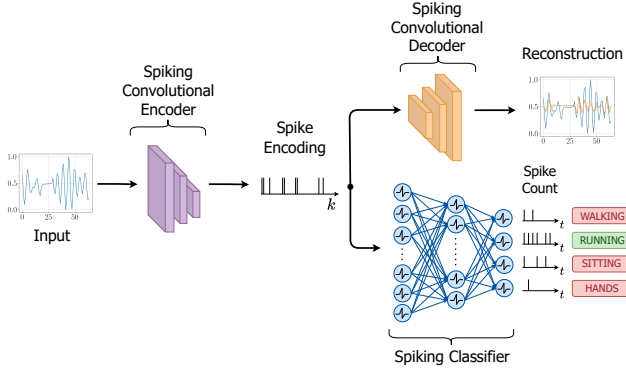 Spiking
Convolutional
Decoder
Reconstruction
1.0
0.5
0.0
0
25
50
Spiking
Convolutional
Encoder
Spike
Encoding
k
1.0
0.5
0.0
0
25
50
Input
Spike
Count
t
WALKING
t
RUNNING
t
SITTING
t
HANDS
Spiking Classifier